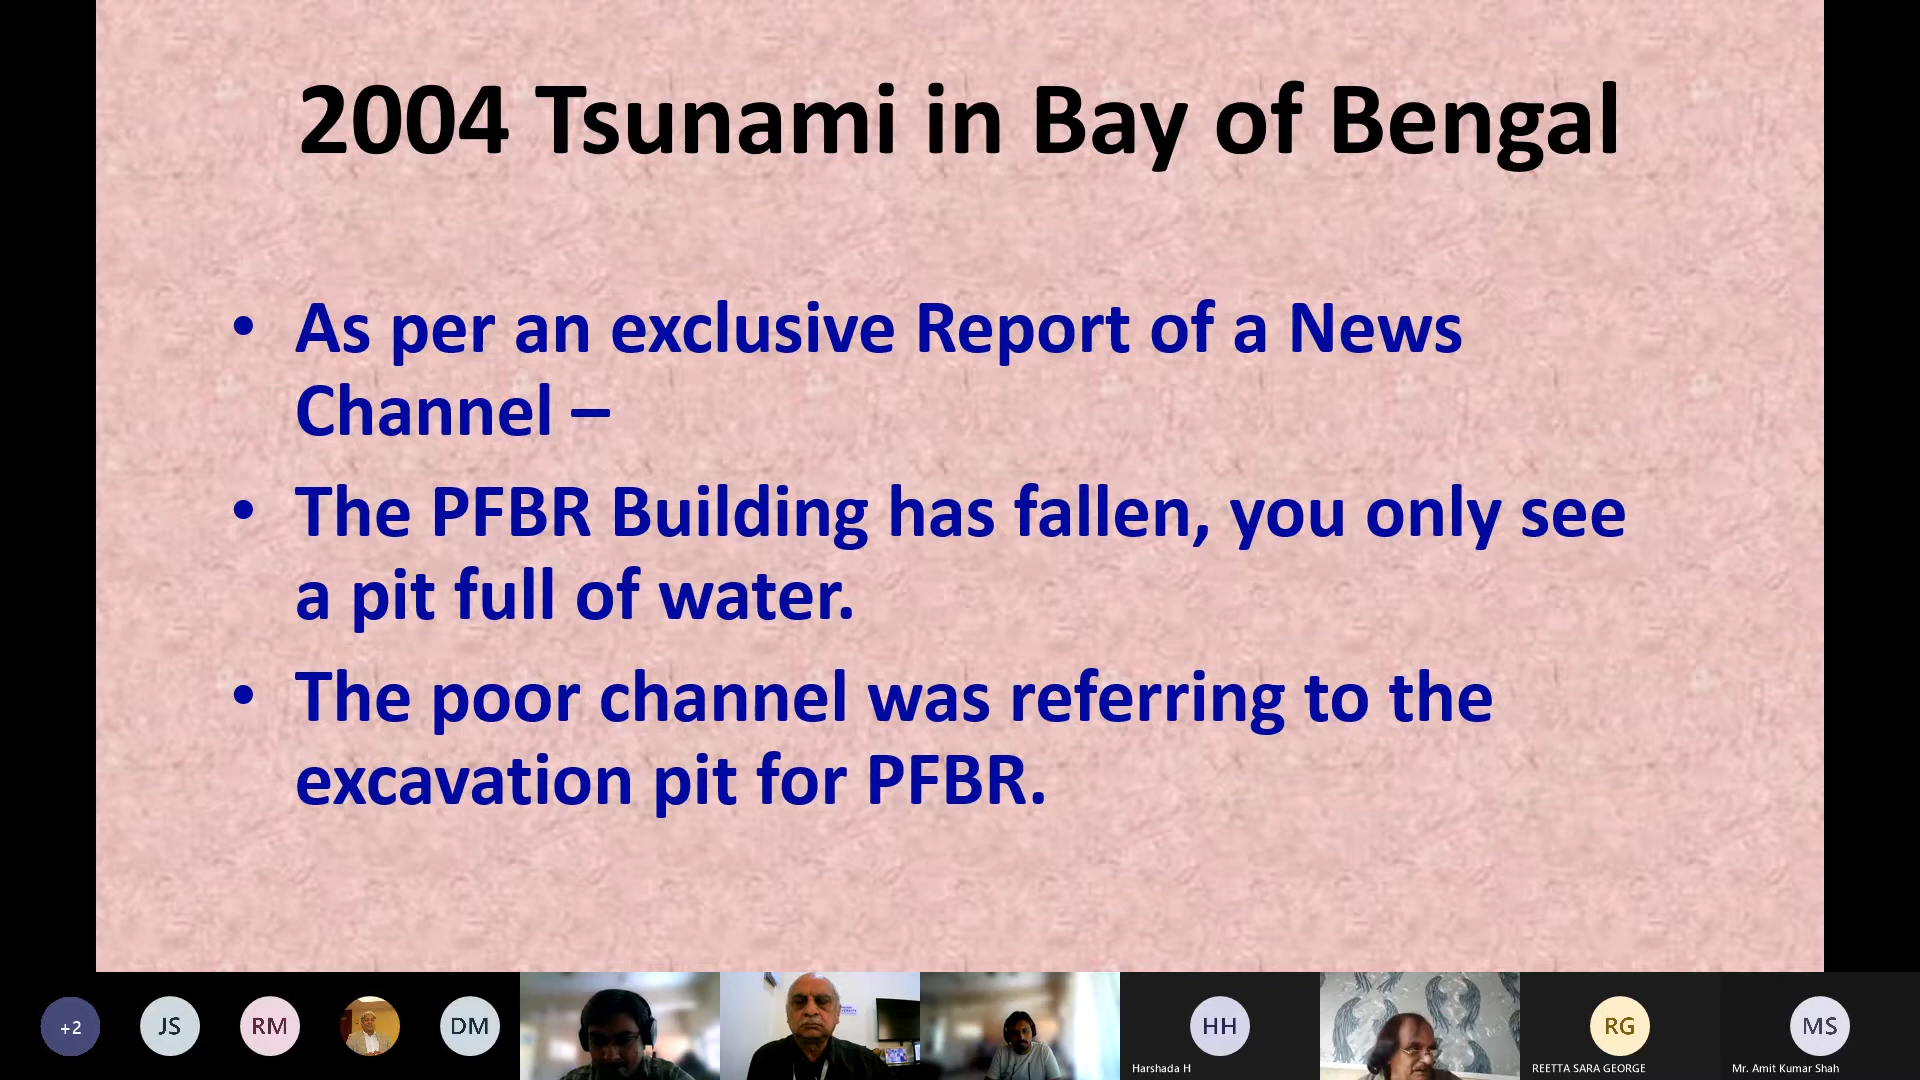 2004 Tsunami in Bay of Bengal
• As per an exclusive Report of a News
Channel –
• The PFBR Building has fallen, you only see
a pit full of water.
• The poor channel was referring to the
excavation pit for PFBR.
+2
JS
RM
DM
HH
Harshada H
RG
REETTA SARA GEORGE
MS
Mr. Amit Kumar Shah